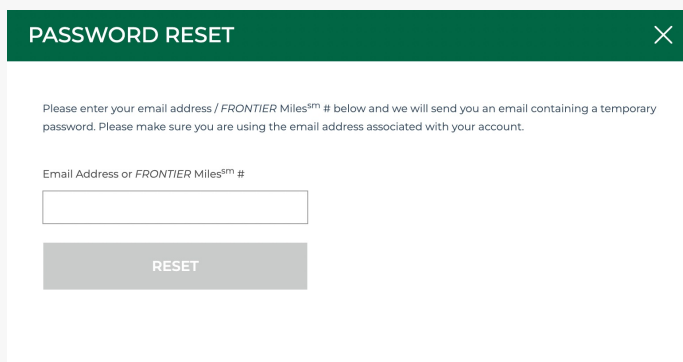 PASSWORD RESET
Please enter your email address / FRONTIER Milessm # below and we will send you an email containing a temporary
password. Please make sure you are using the email address associated with your account.
Email Address or FRONTIER Milessm #
RESET